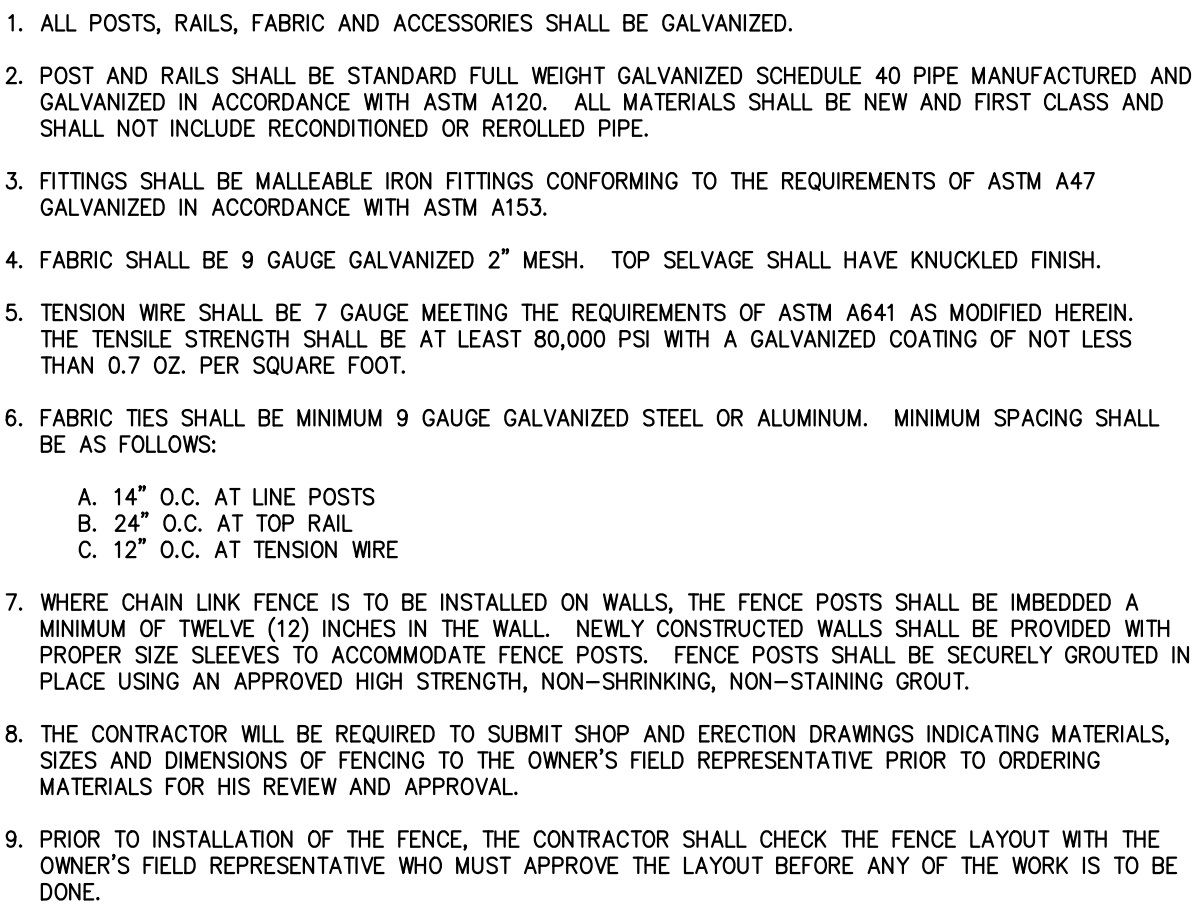 1. ALL POSTS, RAILS, FABRIC AND ACCESSORIES SHALL BE GALVANIZED.
2. POST AND RAILS SHALL BE STANDARD FULL WEIGHT GALVANIZED SCHEDULE 40 PIPE MANUFACTURED AND
GALVANIZED IN ACCORDANCE WITH ASTM A120. ALL MATERIALS SHALL BE NEW AND FIRST CLASS AND
SHALL NOT INCLUDE RECONDITIONED OR REROLLED PIPE.
3. FITTINGS SHALL BE MALLEABLE IRON FITTINGS CONFORMING TO THE REQUIREMENTS OF ASTM A47
GALVANIZED IN ACCORDANCE WITH ASTM A153.
4. FABRIC SHALL BE 9 GAUGE GALVANIZED 2" MESH. TOP SELVAGE SHALL HAVE KNUCKLED FINISH.
5. TENSION WIRE SHALL BE 7 GAUGE MEETING THE REQUIREMENTS OF ASTM A641 AS MODIFIED HEREIN.
THE TENSILE STRENGTH SHALL BE AT LEAST 80,000 PSI WITH A GALVANIZED COATING OF NOT LESS
THAN 0.7 OZ. PER SQUARE FOOT.
6. FABRIC TIES SHALL BE MINIMUM 9 GAUGE GALVANIZED STEEL OR ALUMINUM. MINIMUM SPACING SHALL
BE AS FOLLOWS:
A. 14" O.C. AT LINE POSTS
B. 24" O.C. AT TOP RAIL
C. 12" O.C. AT TENSION WIRE
7. WHERE CHAIN LINK FENCE IS TO BE INSTALLED ON WALLS, THE FENCE POSTS SHALL BE IMBEDDED A
MINIMUM OF TWELVE (12) INCHES IN THE WALL. NEWLY CONSTRUCTED WALLS SHALL BE PROVIDED WITH
PROPER SIZE SLEEVES TO ACCOMMODATE FENCE POSTS. FENCE POSTS SHALL BE SECURELY GROUTED IN
PLACE USING AN APPROVED HIGH STRENGTH, NON-SHRINKING, NON-STAINING GROUT.
8. THE CONTRACTOR WILL BE REQUIRED TO SUBMIT SHOP AND ERECTION DRAWINGS INDICATING MATERIALS,
SIZES AND DIMENSIONS OF FENCING TO THE OWNER'S FIELD REPRESENTATIVE PRIOR TO ORDERING
MATERIALS FOR HIS REVIEW AND APPROVAL.
9. PRIOR TO INSTALLATION OF THE FENCE, THE CONTRACTOR SHALL CHECK THE FENCE LAYOUT WITH THE
OWNER'S FIELD REPRESENTATIVE WHO MUST APPROVE THE LAYOUT BEFORE ANY OF THE WORK IS TO BE
DONE.